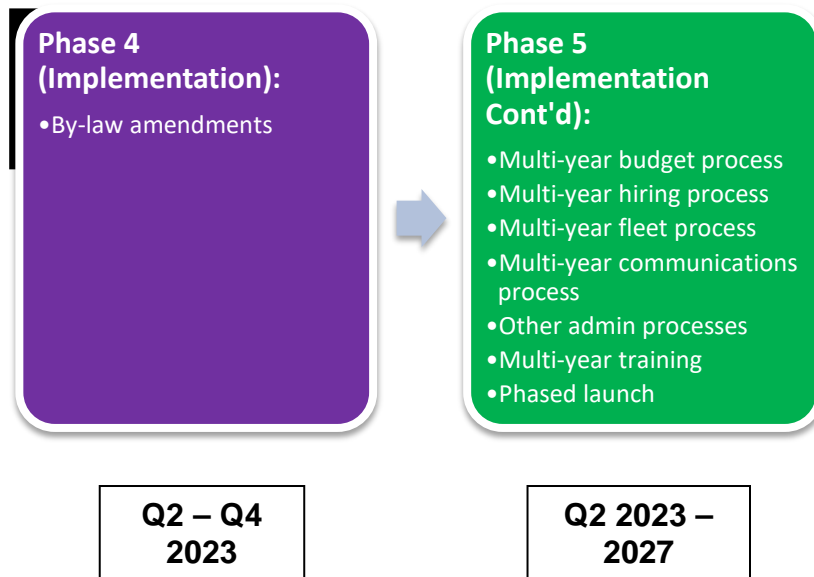 Phase 4
(Implementation):
•By-law amendments
Phase 5
(Implementation
Cont'd):
•Multi-year budget process
•Multi-year hiring process
•Multi-year fleet process
•Multi-year communications
process
•Other admin processes
•Multi-year training
•Phased launch
Q2 – Q4
2023
Q2 2023 –
2027